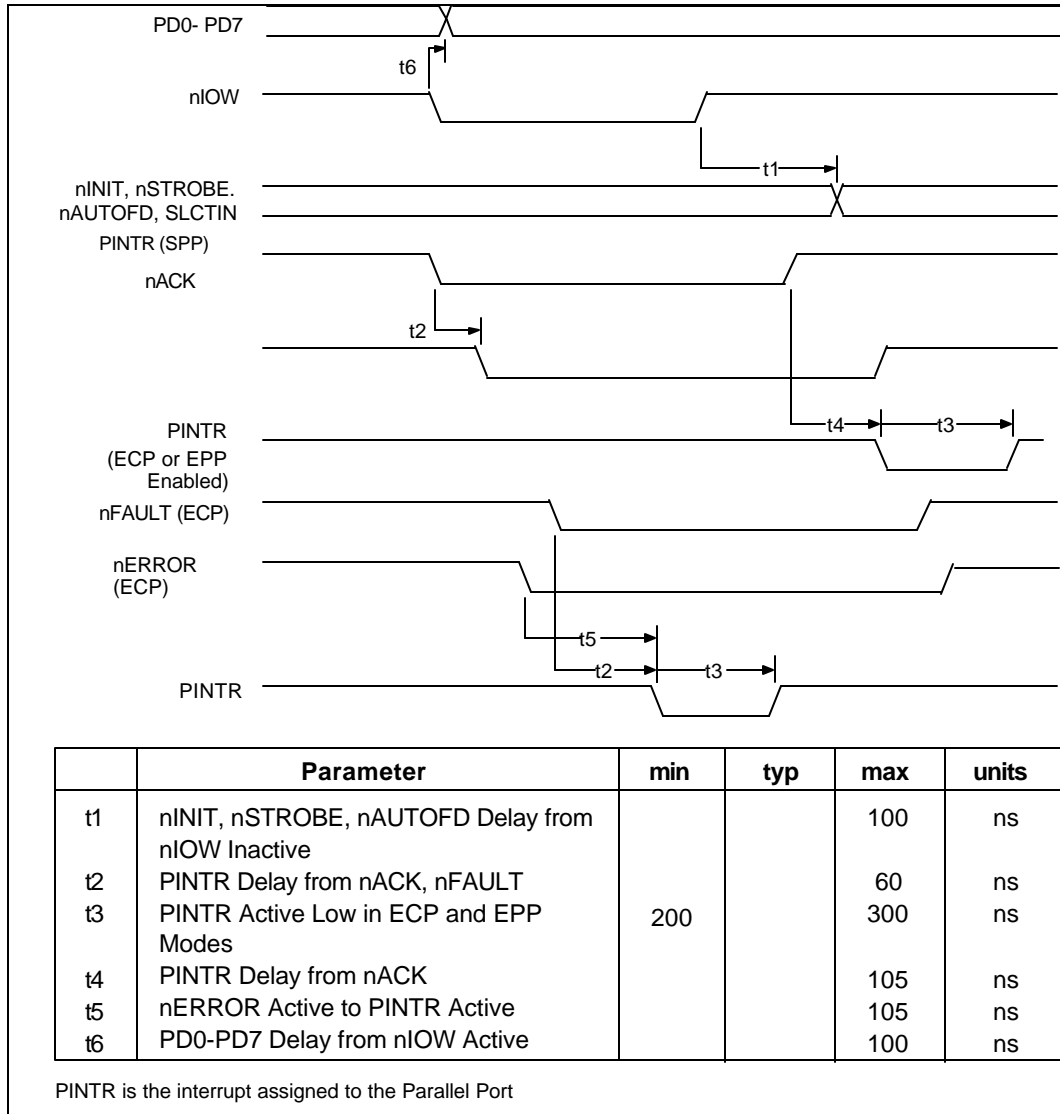 PD0- PD7
t6
nIOW
t1
nINIT, nSTROBE.
nAUTOFD, SLCTIN
PINTR (SPP)
nACK
t2
PINTR
(ECP or EPP
Enabled)
t4
t3
nFAULT (ECP)
nERROR
(ECP)
t5
t2
t3
PINTR
Parameter min typ max units
t1 nINIT, nSTROBE, nAUTOFD Delay from 100 ns
nIOW Inactive
t2 PINTR Delay from nACK, nFAULT 60 ns
t3 PINTR Active Low in ECP and EPP 200 300 ns
Modes
t4 PINTR Delay from nACK 105 ns
t5 nERROR Active to PINTR Active 105 ns
t6 PD0-PD7 Delay from nIOW Active 100 ns
PINTR is the interrupt assigned to the Parallel Port